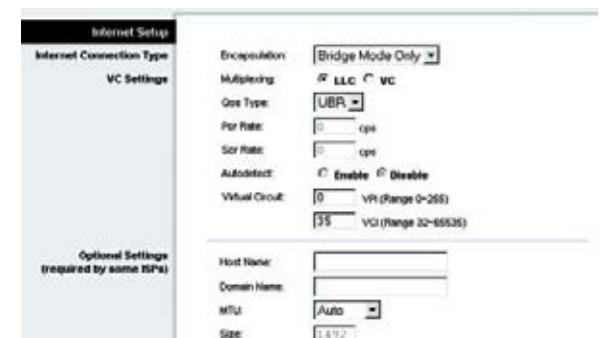 Internet Setup
Internet Connection Type
Encapsulation: Bridge Mode Only
VC Settings
Multiplexing: LLC VC
Qos Type: UBR
Pcr Rate: 0 cps
Scr Rate: 0 cps
Autodetect: Enable Disable
Virtual Circuit: 0 VPI (Range 0~255)
35 VCI (Range 32~65535)
Optional Settings
(required by some ISPs)
Host Name:
Domain Name:
MTU: Auto
Size: 1492